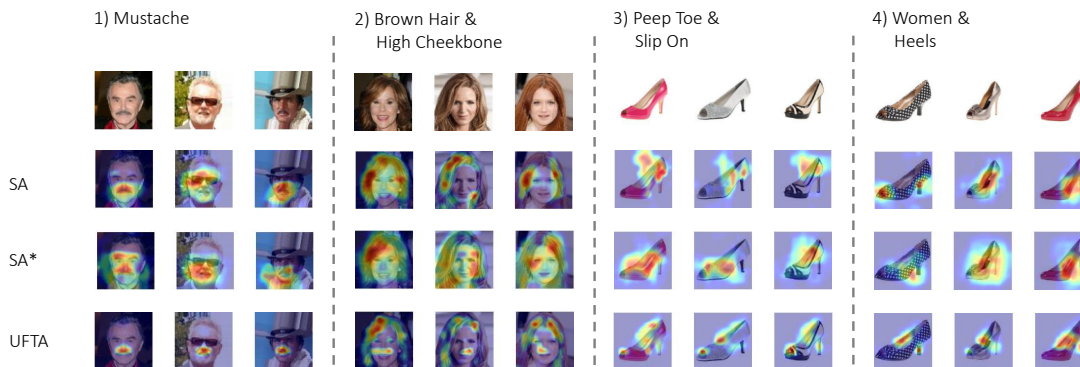 1) Mustache
2) Brown Hair &
High Cheekbone
3) Peep Toe &
Slip On
4) Women &
Heels
SA
SA*
UFTA